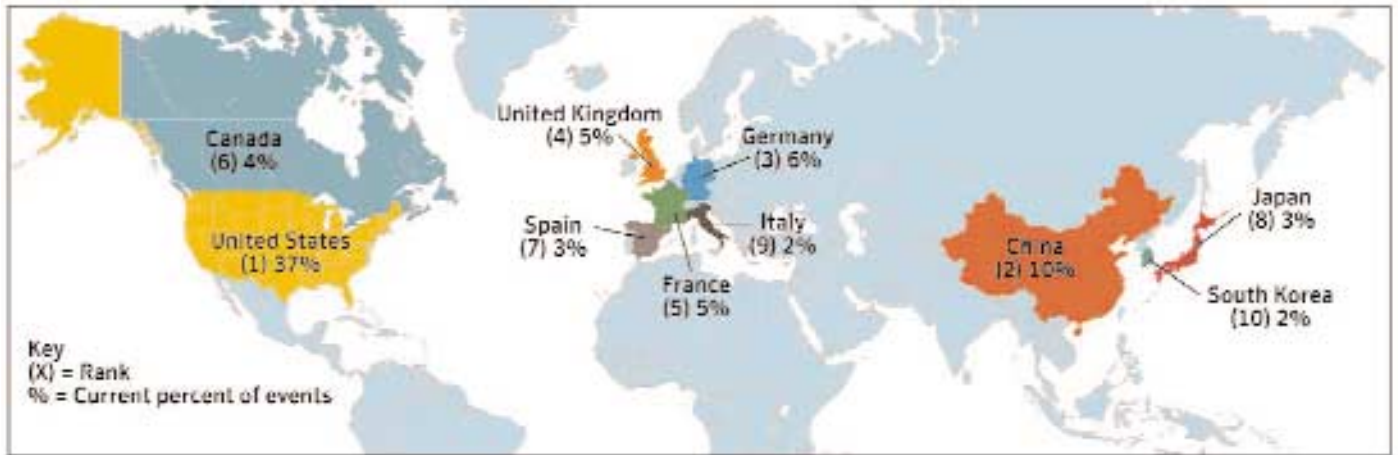 Canada
(6) 4%
United States
(1) 37%
United Kingdom
(4) 5%
Germany
(3) 6%
Spain
(7) 3%
Italy
(9) 2%
France
(5) 5%
China
(2) 10%
Japan
(8) 3%
South Korea
(10) 2%
Key
(X) = Rank
% = Current percent of events